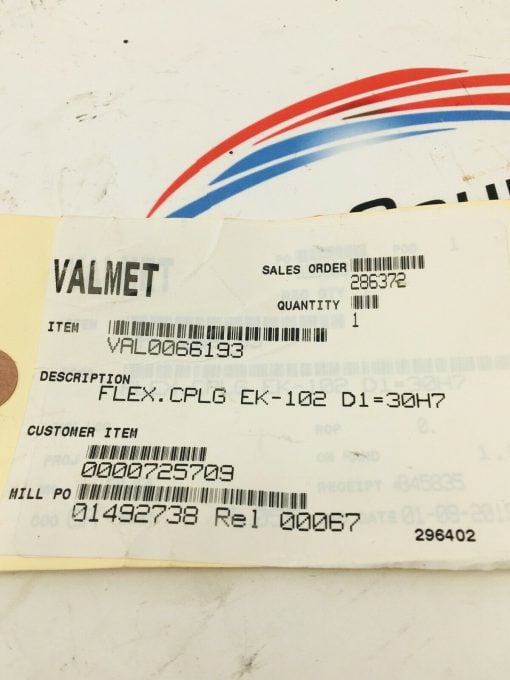 VALMET
SALES ORDER
286372
QUANTITY
1
ITEM
VAL0066193
DESCRIPTION
FLEX.CPLG EK-102 D1=30H7
CUSTOMER ITEM
0000725709
MILL PO
01492738 Rel 00067
296402